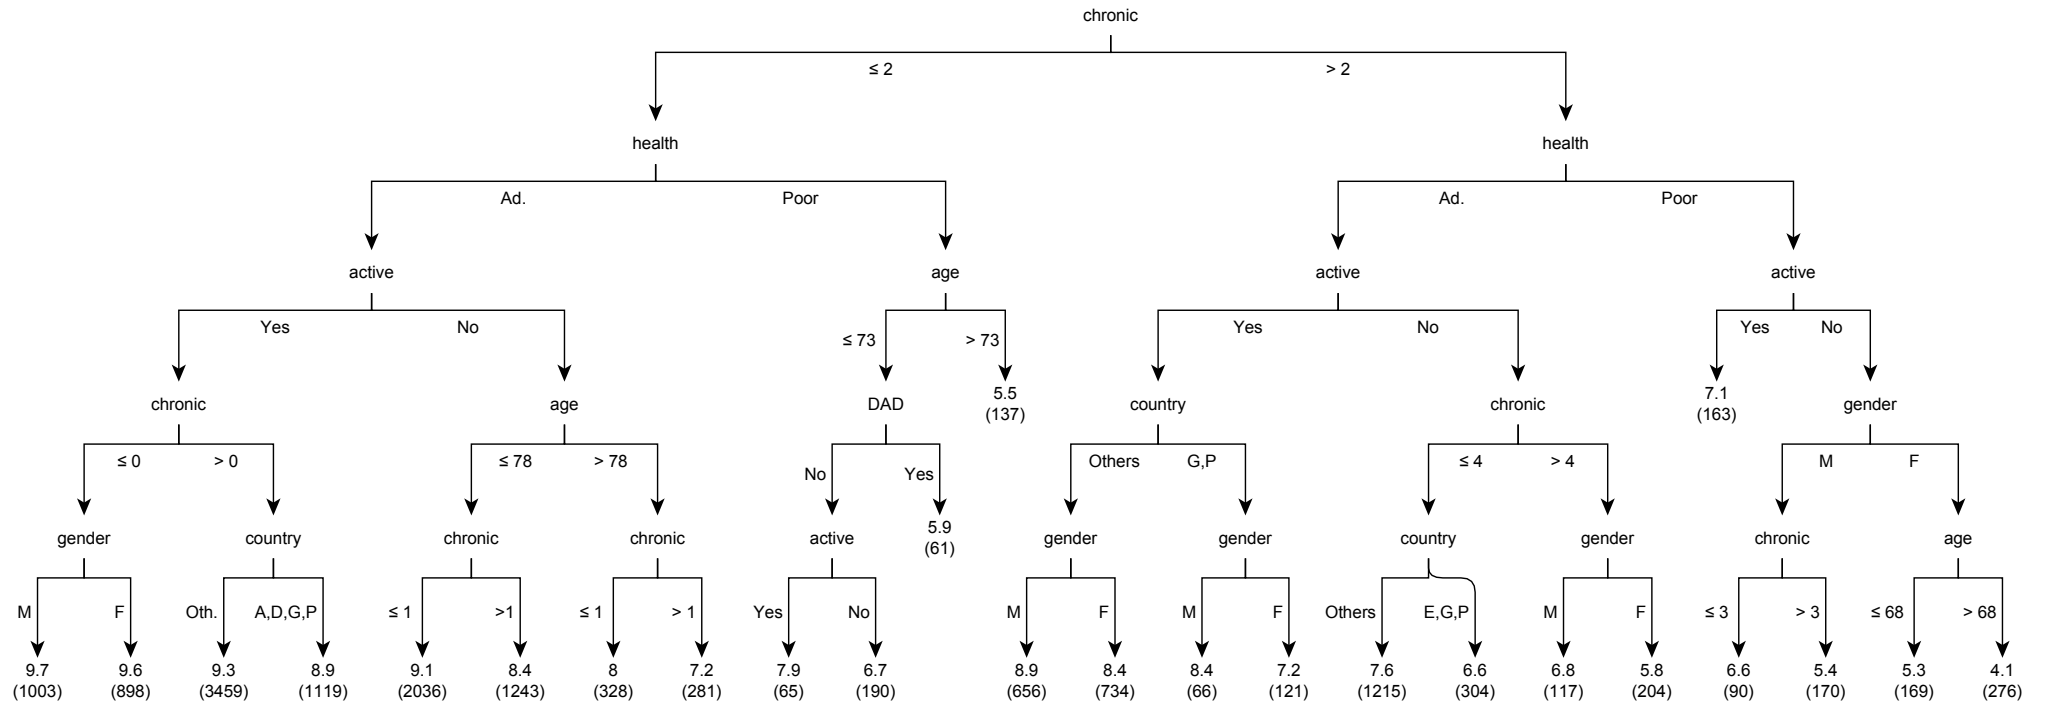 chronic
≤ 2
> 2
health
health
Ad.
Poor
Ad.
Poor
active
age
active
active
Yes
No
≤ 73
> 73
Yes
No
Yes
No
chronic
age
DAD
5.5
(137)
country
chronic
7.1
(163)
gender
≤ 0
> 0
≤ 78
> 78
No
Yes
Others
G,P
≤ 4
> 4
M
F
gender
country
chronic
chronic
active
5.9
(61)
gender
gender
country
gender
chronic
age
M
F
Oth.
A,D,G,P
≤ 1
>1
≤ 1
> 1
Yes
No
M
F
M
F
Others
E,G,P
M
F
≤ 3
> 3
≤ 68
> 68
9.7
(1003)
9.6
(898)
9.3
(3459)
8.9
(1119)
9.1
(2036)
8.4
(1243)
8
(328)
7.2
(281)
7.9
(65)
6.7
(190)
8.9
(656)
8.4
(734)
8.4
(66)
7.2
(121)
7.6
(1215)
6.6
(304)
6.8
(117)
5.8
(204)
6.6
(90)
5.4
(170)
5.3
(169)
4.1
(276)